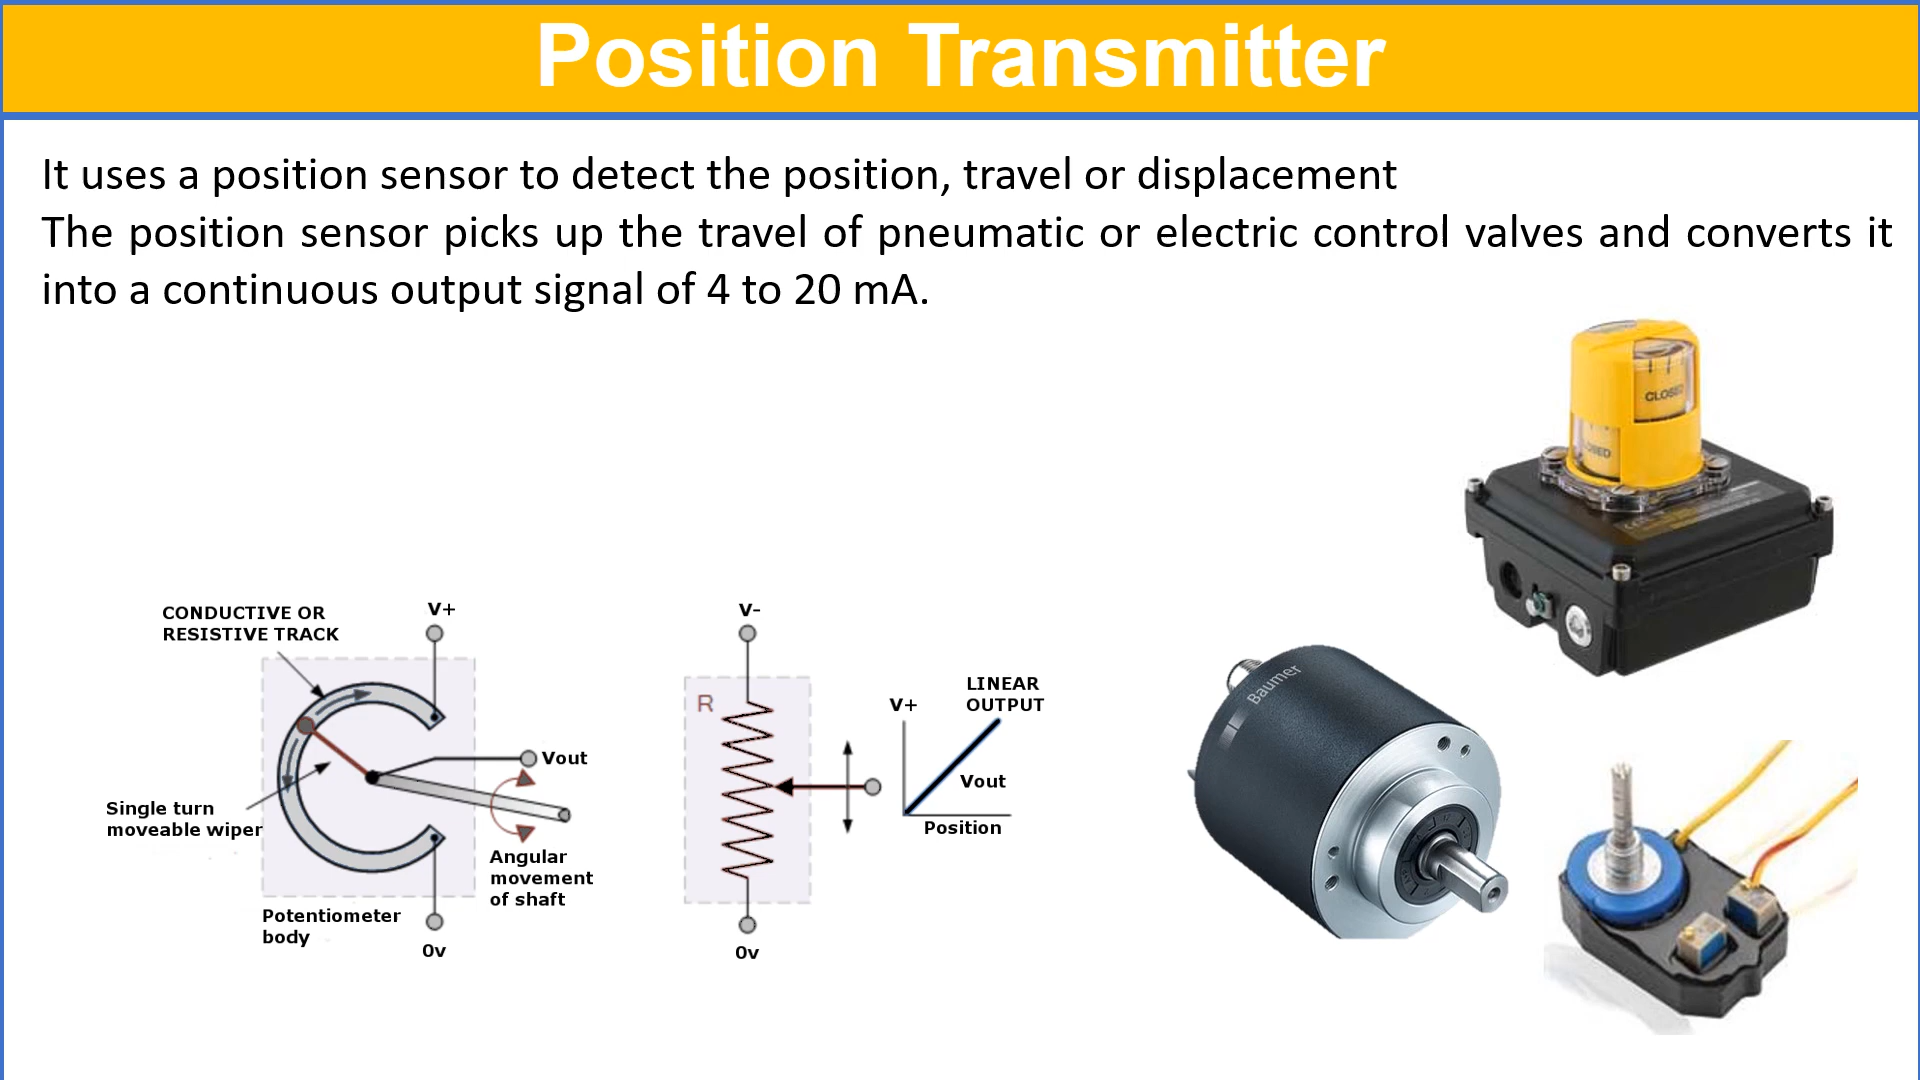 Position Transmitter
It uses a position sensor to detect the position, travel or displacement
The position sensor picks up the travel of pneumatic or electric control valves and converts it
into a continuous output signal of 4 to 20 mA.
CLOSED
CONDUCTIVE OR
RESISTIVE TRACK
V+
Vout
Single turn
moveable wiper
Angular
movement
of shaft
Potentiometer
body
0v
V-
R
0v
V+
LINEAR
OUTPUT
Vout
Position
Baumer